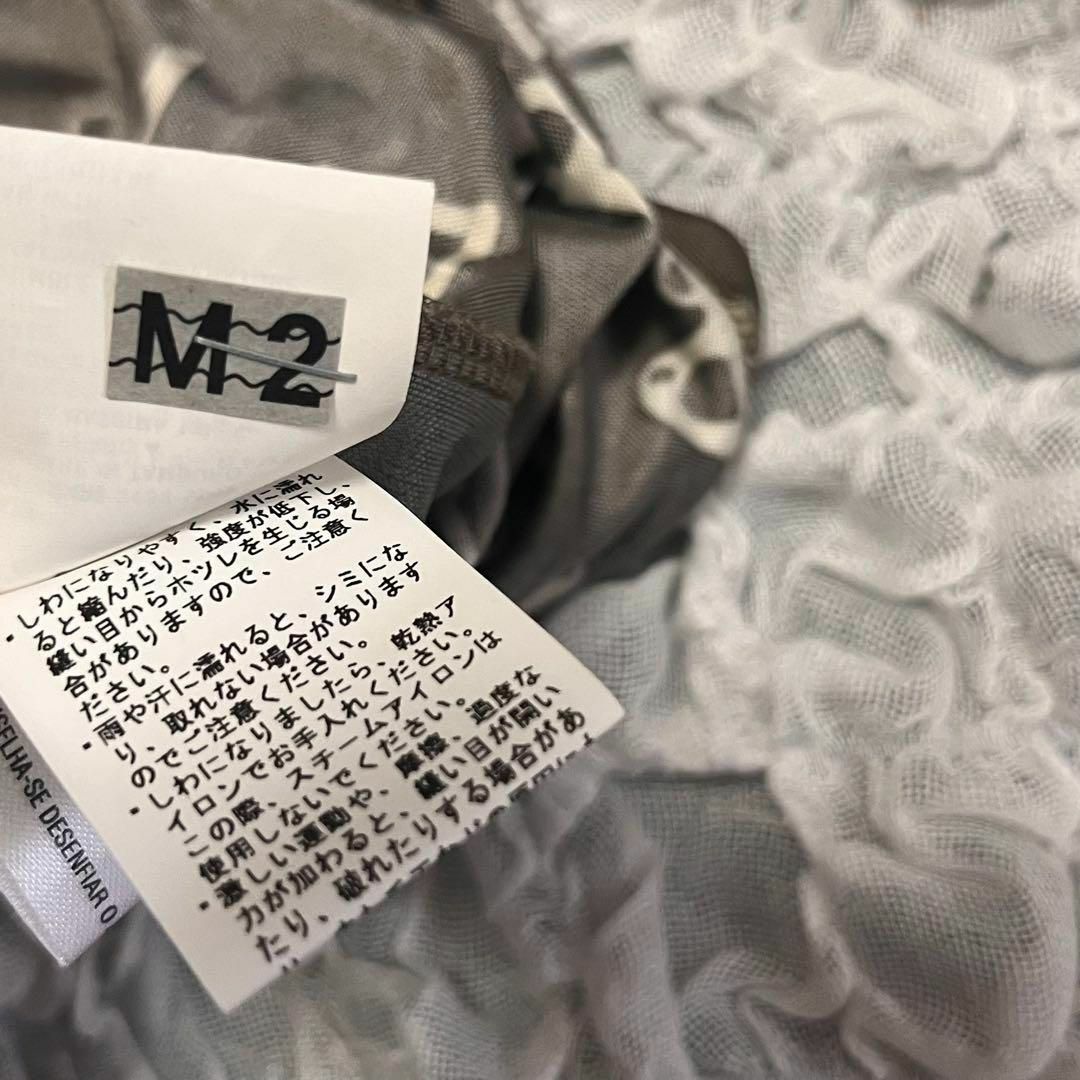 M2
・しわになりやすく、水に濡れ
ると縮んだり、強度が低下し、
縫い目からホツレを生じる場
合がありますので、ご注意く
ださい。
・雨や汗に濡れると、シミにな
り、取れない場合があります
のでご注意ください。
・しわになりましたら、乾熱ア
イロンでお手入れください。
この際、スチームアイロンは
使用しないでください。
・激しい運動や、摩擦、過度な
力が加わると、縫い目が開い
たり、破れたりする場合があ
SELHA-SE DESENFIAR O